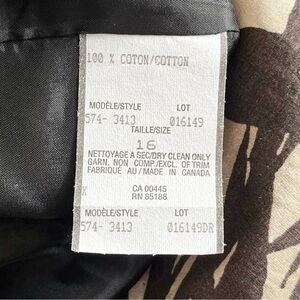 100 % COTON/COTTON
MODÈLE/STYLE LOT
574- 3413 016149
TAILLE/SIZE
16
NETTOYAGE A SEC/DRY CLEAN ONLY
GARN. NON COMP./EXCL. OF TRIM
FABRIQUÉ AU / MADE IN CANADA
K
CA 00445
RN 85188
MODÈLE/STYLE LOT
574- 3413 016149DR